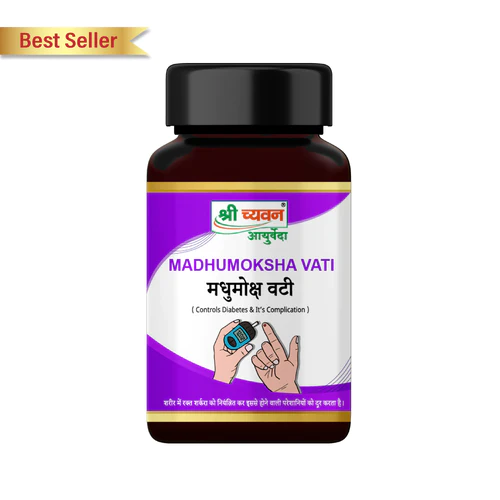 Best Seller
श्री च्यवन®
आयुर्वेदा
MADHUMOKSHA VATI
मधुमोक्ष वटी
( Controls Diabetes & It's Complication )
शरीर में रक्त शर्करा को नियंत्रित कर इससे होने वाली परेशानियों को दूर करता है।